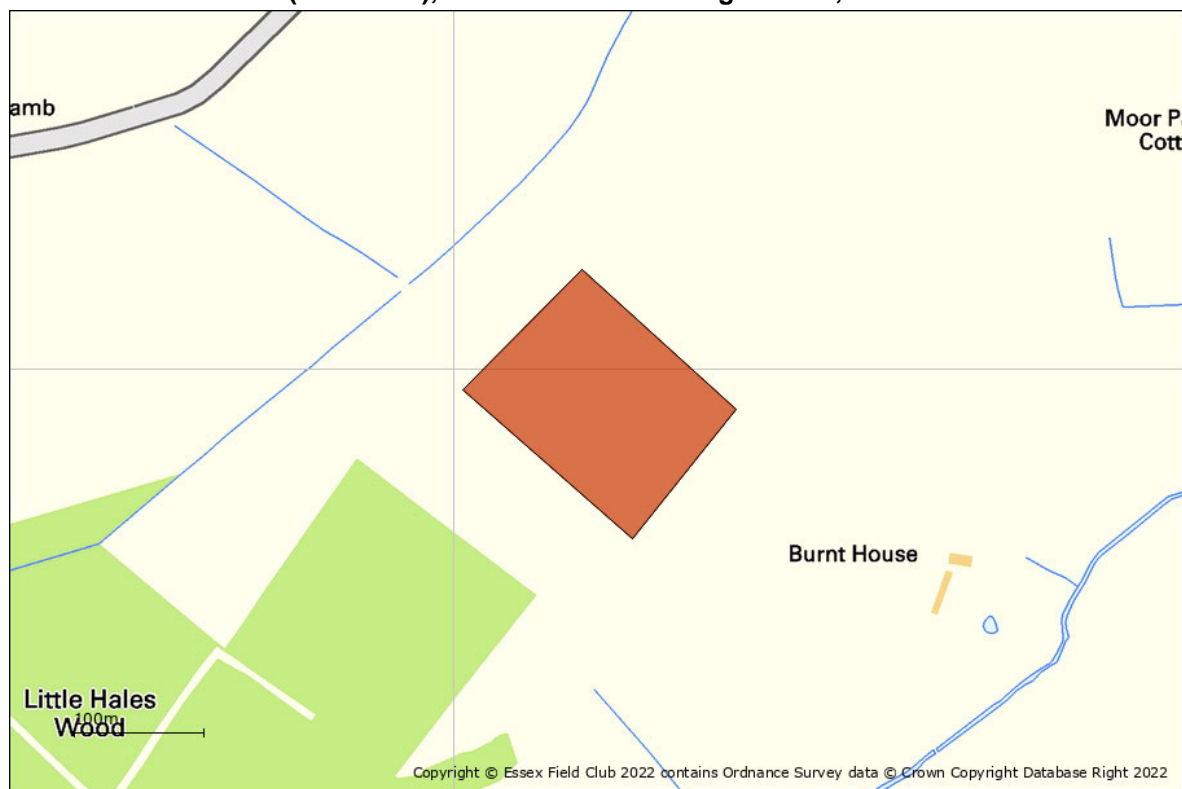 amb
Moor Pa
Cott
Burnt House
Little Hales
Wood
100m
Copyright © Essex Field Club 2022 contains Ordnance Survey data © Crown Copyright Database Right 2022